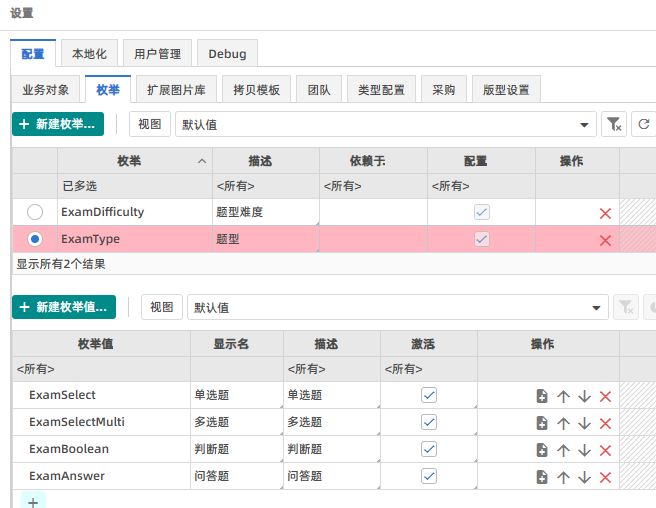 设置
配置 本地化 用户管理 Debug
业务对象 枚举 扩展图片库 拷贝模板 团队 类型配置 采购 版型设置
+ 新建枚举... 视图 默认值
枚举 描述 依赖于 配置 操作
已多选 <所有> <所有> <所有>
ExamDifficulty 题型难度
ExamType 题型
显示所有2个结果
+ 新建枚举值... 视图 默认值
枚举值 显示名 描述 激活 操作
<所有> <所有> <所有>
ExamSelect 单选题 单选题
ExamSelectMulti 多选题 多选题
ExamBoolean 判断题 判断题
ExamAnswer 问答题 问答题
+